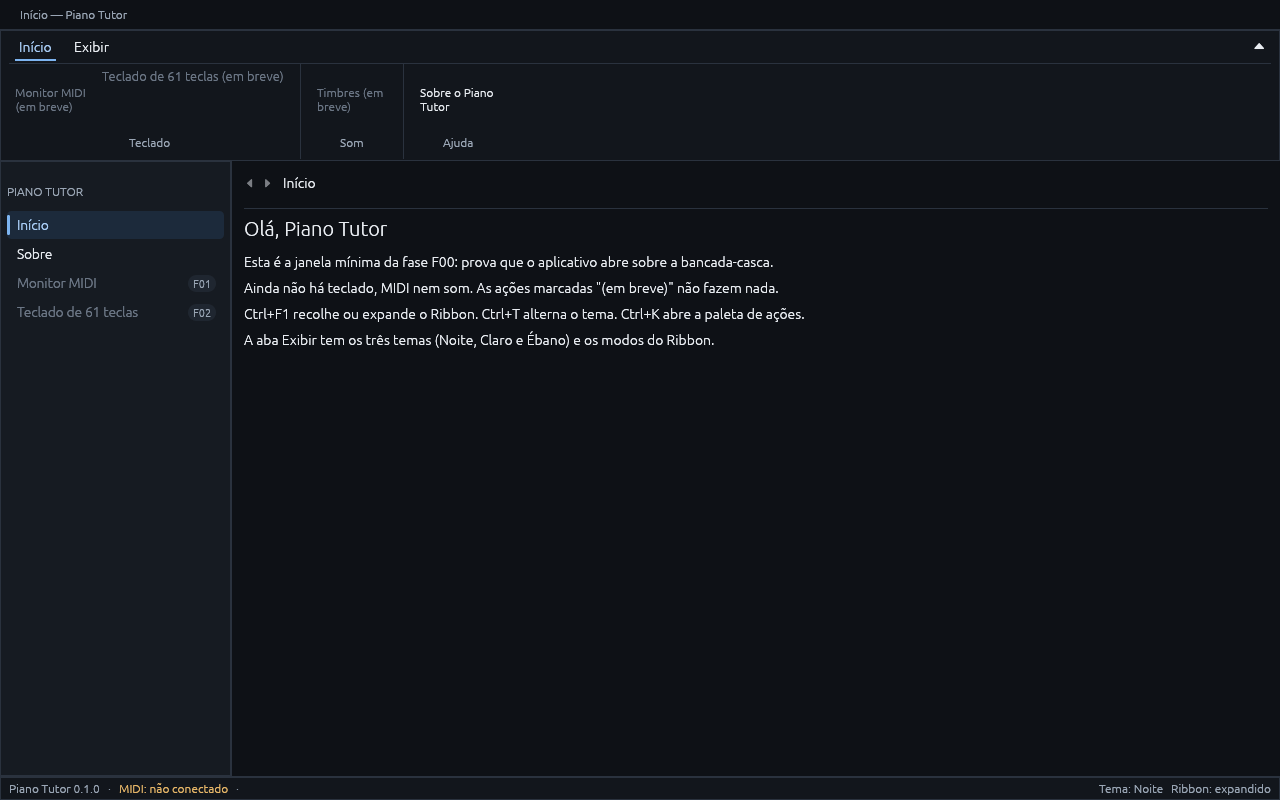 Início — Piano Tutor
Início
Exibir
Teclado de 61 teclas (em breve)
Monitor MIDI
(em breve)
Teclado
Timbres (em
breve)
Som
Sobre o Piano
Tutor
Ajuda
PIANO TUTOR
Início
Sobre
Monitor MIDI F01
Teclado de 61 teclas F02
Início
Olá, Piano Tutor
Esta é a janela mínima da fase F00: prova que o aplicativo abre sobre a bancada-casca.
Ainda não há teclado, MIDI nem som. As ações marcadas "(em breve)" não fazem nada.
Ctrl+F1 recolhe ou expande o Ribbon. Ctrl+T alterna o tema. Ctrl+K abre a paleta de ações.
A aba Exibir tem os três temas (Noite, Claro e Ébano) e os modos do Ribbon.
Piano Tutor 0.1.0 · MIDI: não conectado ·
Tema: Noite Ribbon: expandido